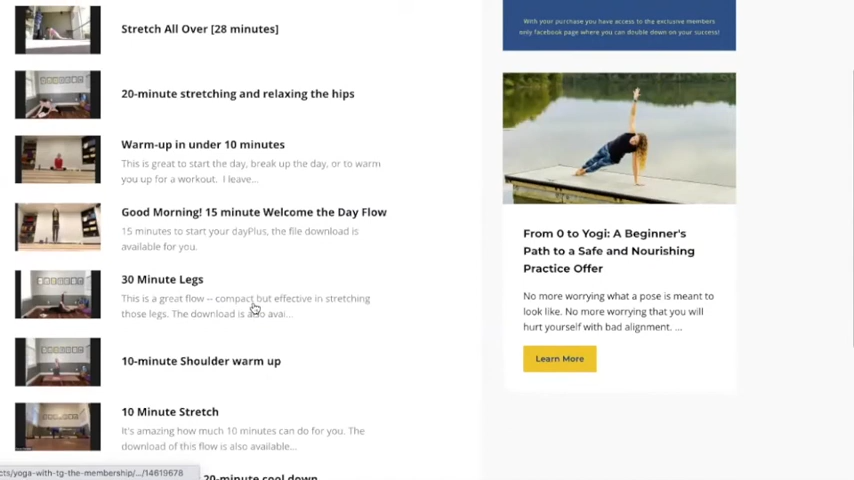 Stretch All Over [28 minutes]
20-minute stretching and relaxing the hips
Warm-up in under 10 minutes
This is great to start the day, break up the day, or to warm
you up for a workout. I leave...
Good Morning! 15 minute Welcome the Day Flow
15 minutes to start your dayPlus, the file download is
available for you.
30 Minute Legs
This is a great flow -- compact but effective in stretching
those legs. The download is also avai...
10-minute Shoulder warm up
10 Minute Stretch
It's amazing how much 10 minutes can do for you. The
download of this flow is also available...
20-minute cool down
cts/yoga-with-tg-the-membership/.../14619678
With your purchase you have access to the exclusive members
only facebook page where you can double down on your success!
From 0 to Yogi: A Beginner's
Path to a Safe and Nourishing
Practice Offer
No more worrying what a pose is meant to
look like. No more worrying that you will
hurt yourself with bad alignment. ...
Learn More